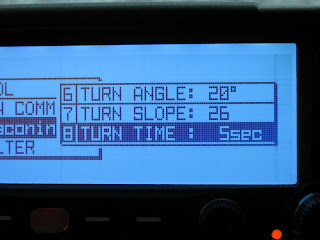 OL
6 TURN ANGLE: 20°
N COMM
7 TURN SLOPE: 26
aconin
8 TURN TIME : 5sec
LTER